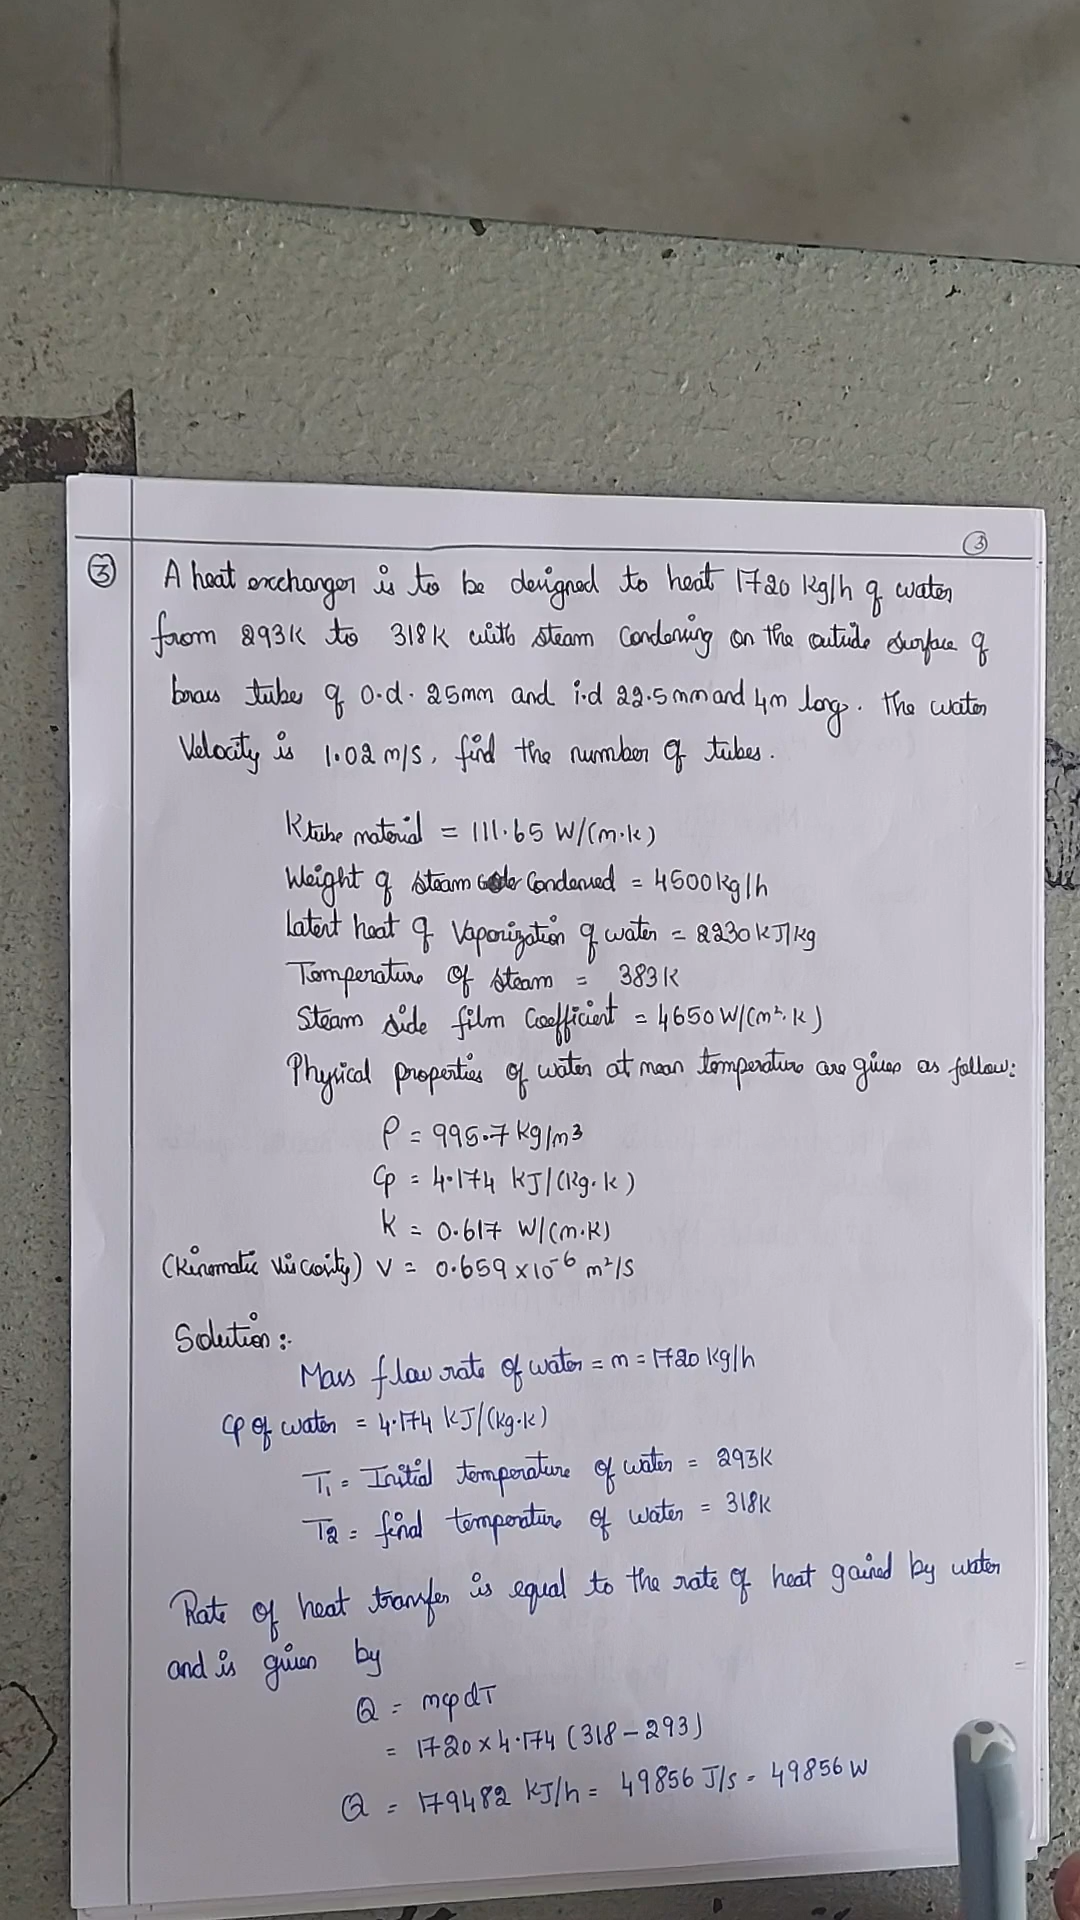 3
③ A heat exchanger is to be designed to heat 1720 kg/h of water
from 293K to 318K with steam Condensing on the outside surface of
brass tubes of o.d. 25mm and i.d 22.5mm and 4m long. The water
Velocity is 1.02 m/s, find the number of tubes.
K tube material = 111.65 W/(m.k)
Weight of steam Condensed = 4500kg/h
Latent heat of Vaporization of water = 2230 KJ/kg
Temperature of steam = 383K
Steam side film Coefficient = 4650 W/(m².k)
Physical properties of water at mean temperature are given as follow:
ρ = 995.7 kg/m3
Cp = 4.174 KJ/(kg.k)
K = 0.617 W/(m.K)
(Kinematic viscosity) V = 0.659 x10⁻⁶ m²/s
Solution :-
Mass flow rate of water = m = 1720 kg/h
Cp of water = 4.174 KJ/(kg.k)
T₁ = Initial temperature of water = 293K
T2 = final temperature of water = 318K
Rate of heat transfer is equal to the rate of heat gained by water
and is given by
Q = mcp dT
= 1720 x 4.174 (318 - 293)
Q = 179482 KJ/h = 49856 J/s = 49856 W